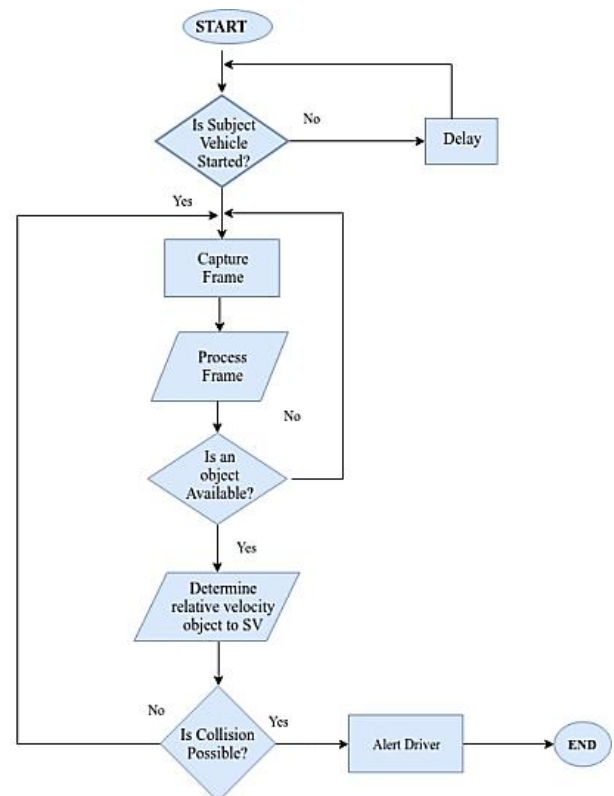 START
Is Subject
Vehicle
Started?
No
Delay
Yes
Capture
Frame
Process
Frame
No
Is an
object
Available?
Yes
Determine
relative velocity
object to SV
No
Is Collision
Possible?
Yes
Alert Driver
END